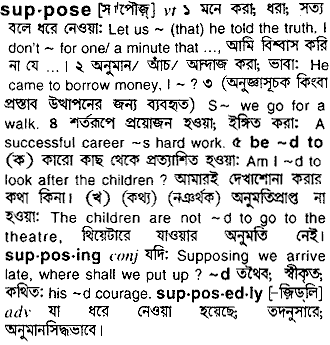 sup·pose [সাপৌজ়্] vt ১ মনে করা; ধরা; সত্য
বলে ধরে নেওয়া: Let us ~ (that) he told the truth. I
don't ~ for one/ a minute that ..., আমি বিশ্বাস করি
না যে ...। ২ অনুমান/ আঁচ/ আন্দাজ করা; ভাবা: He
came to borrow money, I ~ ? ৩ (অনুজ্ঞাসূচক কিংবা
প্রস্তাব উত্থাপনের জন্য ব্যবহৃত) S~ we go for a
walk. ৪ শর্তরূপে প্রয়োজন হওয়া; ইঙ্গিত করা: A
successful career ~s hard work. ৫ be ~d to
(ক) কারো কাছ থেকে প্রত্যাশিত হওয়া: Am I ~d to
look after the children ? আমারই দেখাশোনা করার
কথা কিনা। (খ) (কথ্য) (নঞর্থক) অনুমতিপ্রাপ্ত না
হওয়া: The children are not ~d to go to the
theatre, থিয়েটারে যাওয়ার অনুমতি নেই।
sup·pos·ing conj যদি: Supposing we arrive
late, where shall we put up ? ~d তথৈব; স্বীকৃত;
কথিত: his ~d courage. sup·pos·ed·ly [-জ়িড্‌লি]
adv যা ধরে নেওয়া হয়েছে; তদনুসারে;
অনুমানসিদ্ধভাবে।